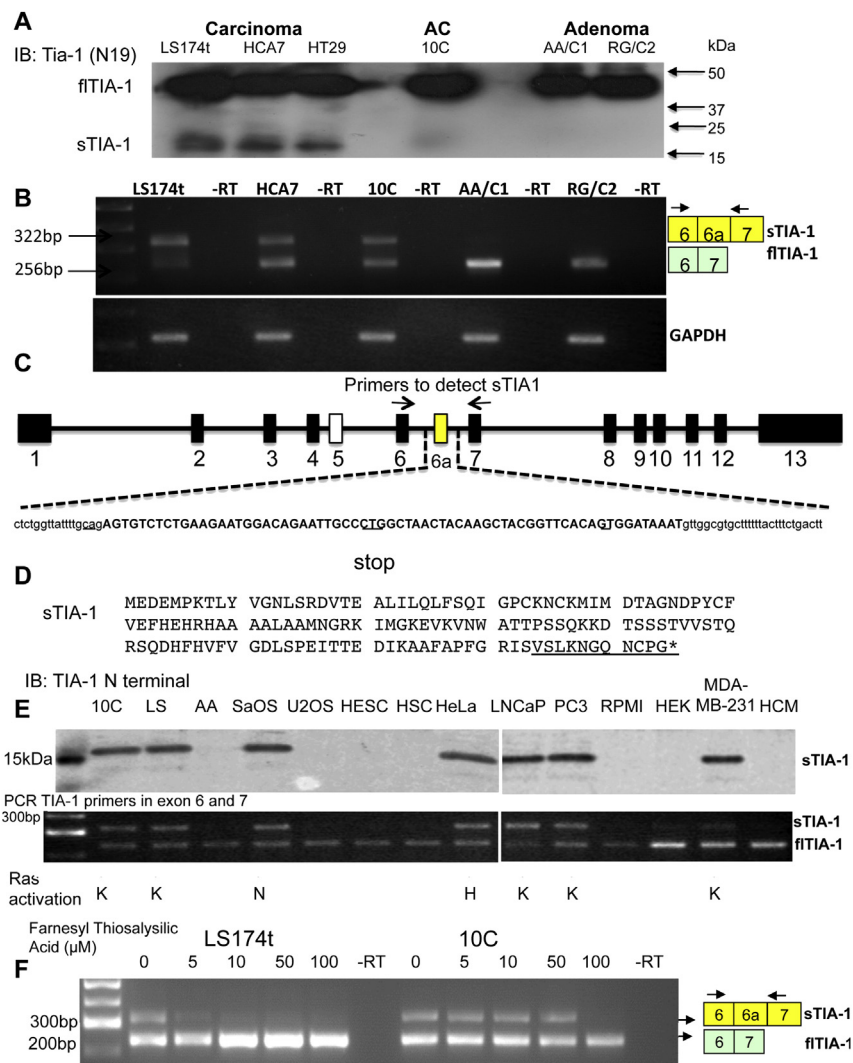 A
Carcinoma AC Adenoma
IB: Tia-1 (N19) LS174t HCA7 HT29 10C AA/C1 RG/C2 kDa
flTIA-1 50
37
25
sTIA-1 15
B LS174t -RT HCA7 -RT 10C -RT AA/C1 -RT RG/C2 -RT
322bp 6 6a 7 sTIA-1
flTIA-1
256bp 6 7
GAPDH
C
Primers to detect sTIA1
1 2 3 4 5 6 6a 7 8 9 10 11 12 13
ctctggttattttgcagAGTGTCTCTGAAGAATGGACAGAATTGCCCTGGCTAACTACAAGCTACGGTTCACAGTGGATAAATgttggcgtgcttttttactttctgactt
stop
D
sTIA-1 MEDEMPKTLY VGNLSRDVTE ALILQLFSQI GPCKNCKMIM DTAGNDPYCF
VEFHEHRHAA AALAAMNGRK IMGKEVKVNW ATTPSSQKKD TSSSTVVSTQ
RSQDHFHVFV GDLSPEITTE DIKAAFAPFG RISVSLKNGQ NCPG*
IB: TIA-1 N terminal
E 10C LS AA SaOS U2OS HESC HSC HeLa LNCaP PC3 RPMI HEK MDA-MB-231 HCM
15kDa sTIA-1
PCR TIA-1 primers in exon 6 and 7
300bp sTIA-1
flTIA-1
Ras activation K K N H K K K
Farnesyl Thiosalysilic
Acid (µM) LS174t 10C
F 0 5 10 50 100 -RT 0 5 10 50 100 -RT
300bp 6 6a 7 sTIA-1
200bp 6 7 flTIA-1